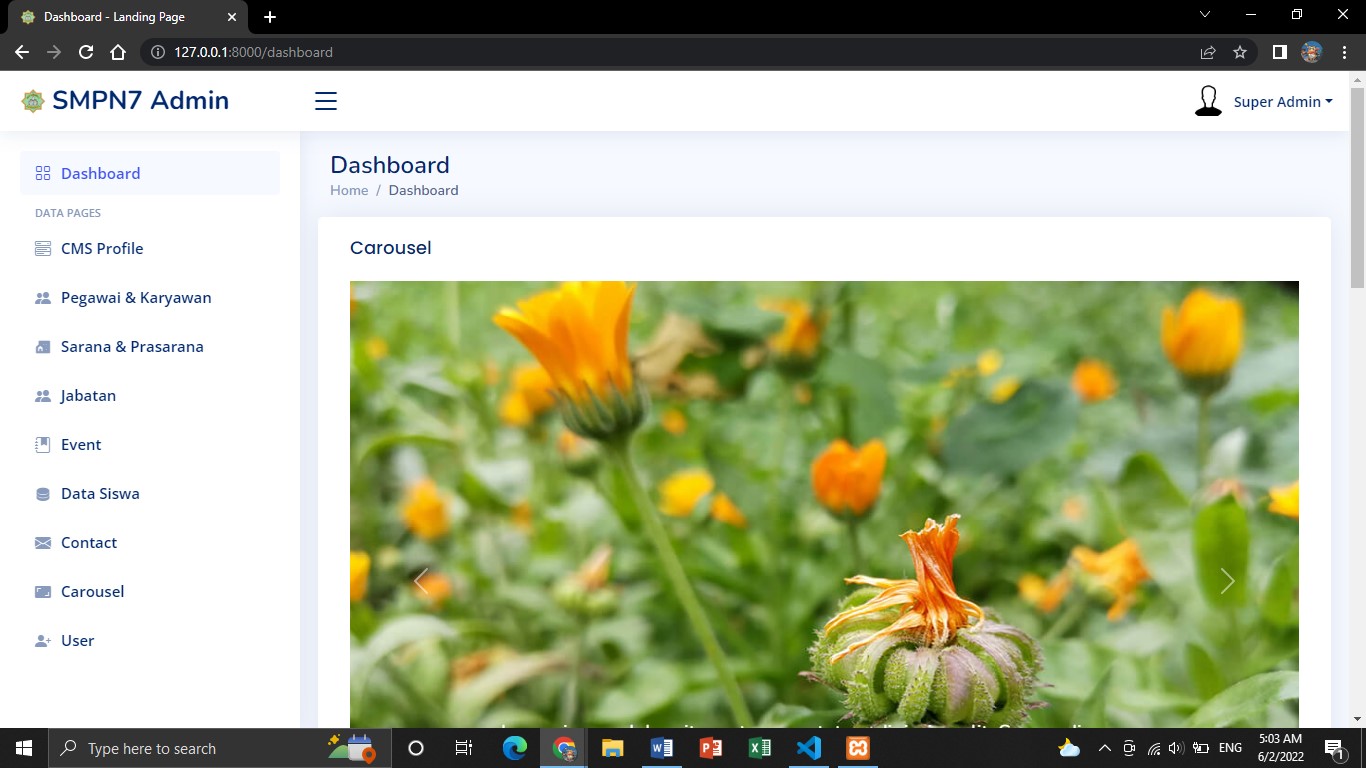 Dashboard - Landing Page
127.0.0.1:8000/dashboard
SMPN7 Admin
Super Admin
Dashboard
Home / Dashboard
Dashboard
DATA PAGES
CMS Profile
Pegawai & Karyawan
Sarana & Prasarana
Jabatan
Event
Data Siswa
Contact
Carousel
User
Carousel
Type here to search
ENG
5:03 AM
6/2/2022
1